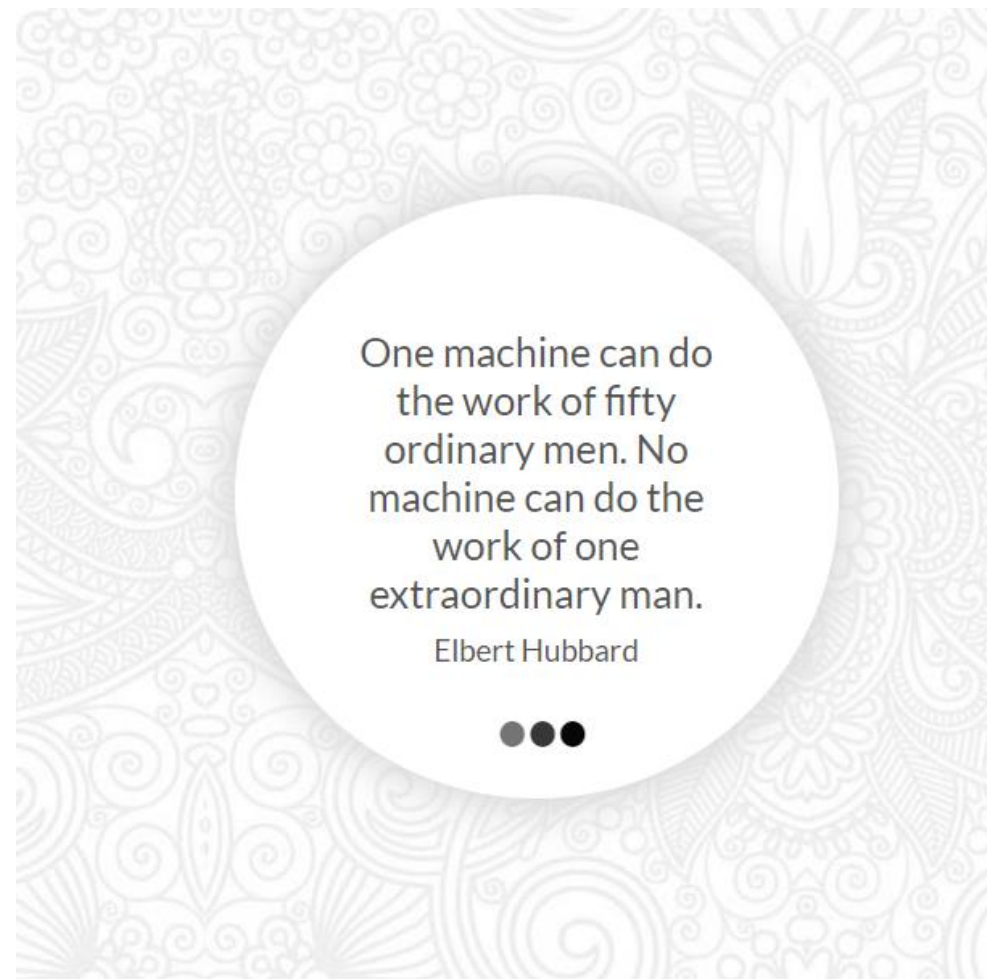 One machine can do
the work of fifty
ordinary men. No
machine can do the
work of one
extraordinary man.
Elbert Hubbard